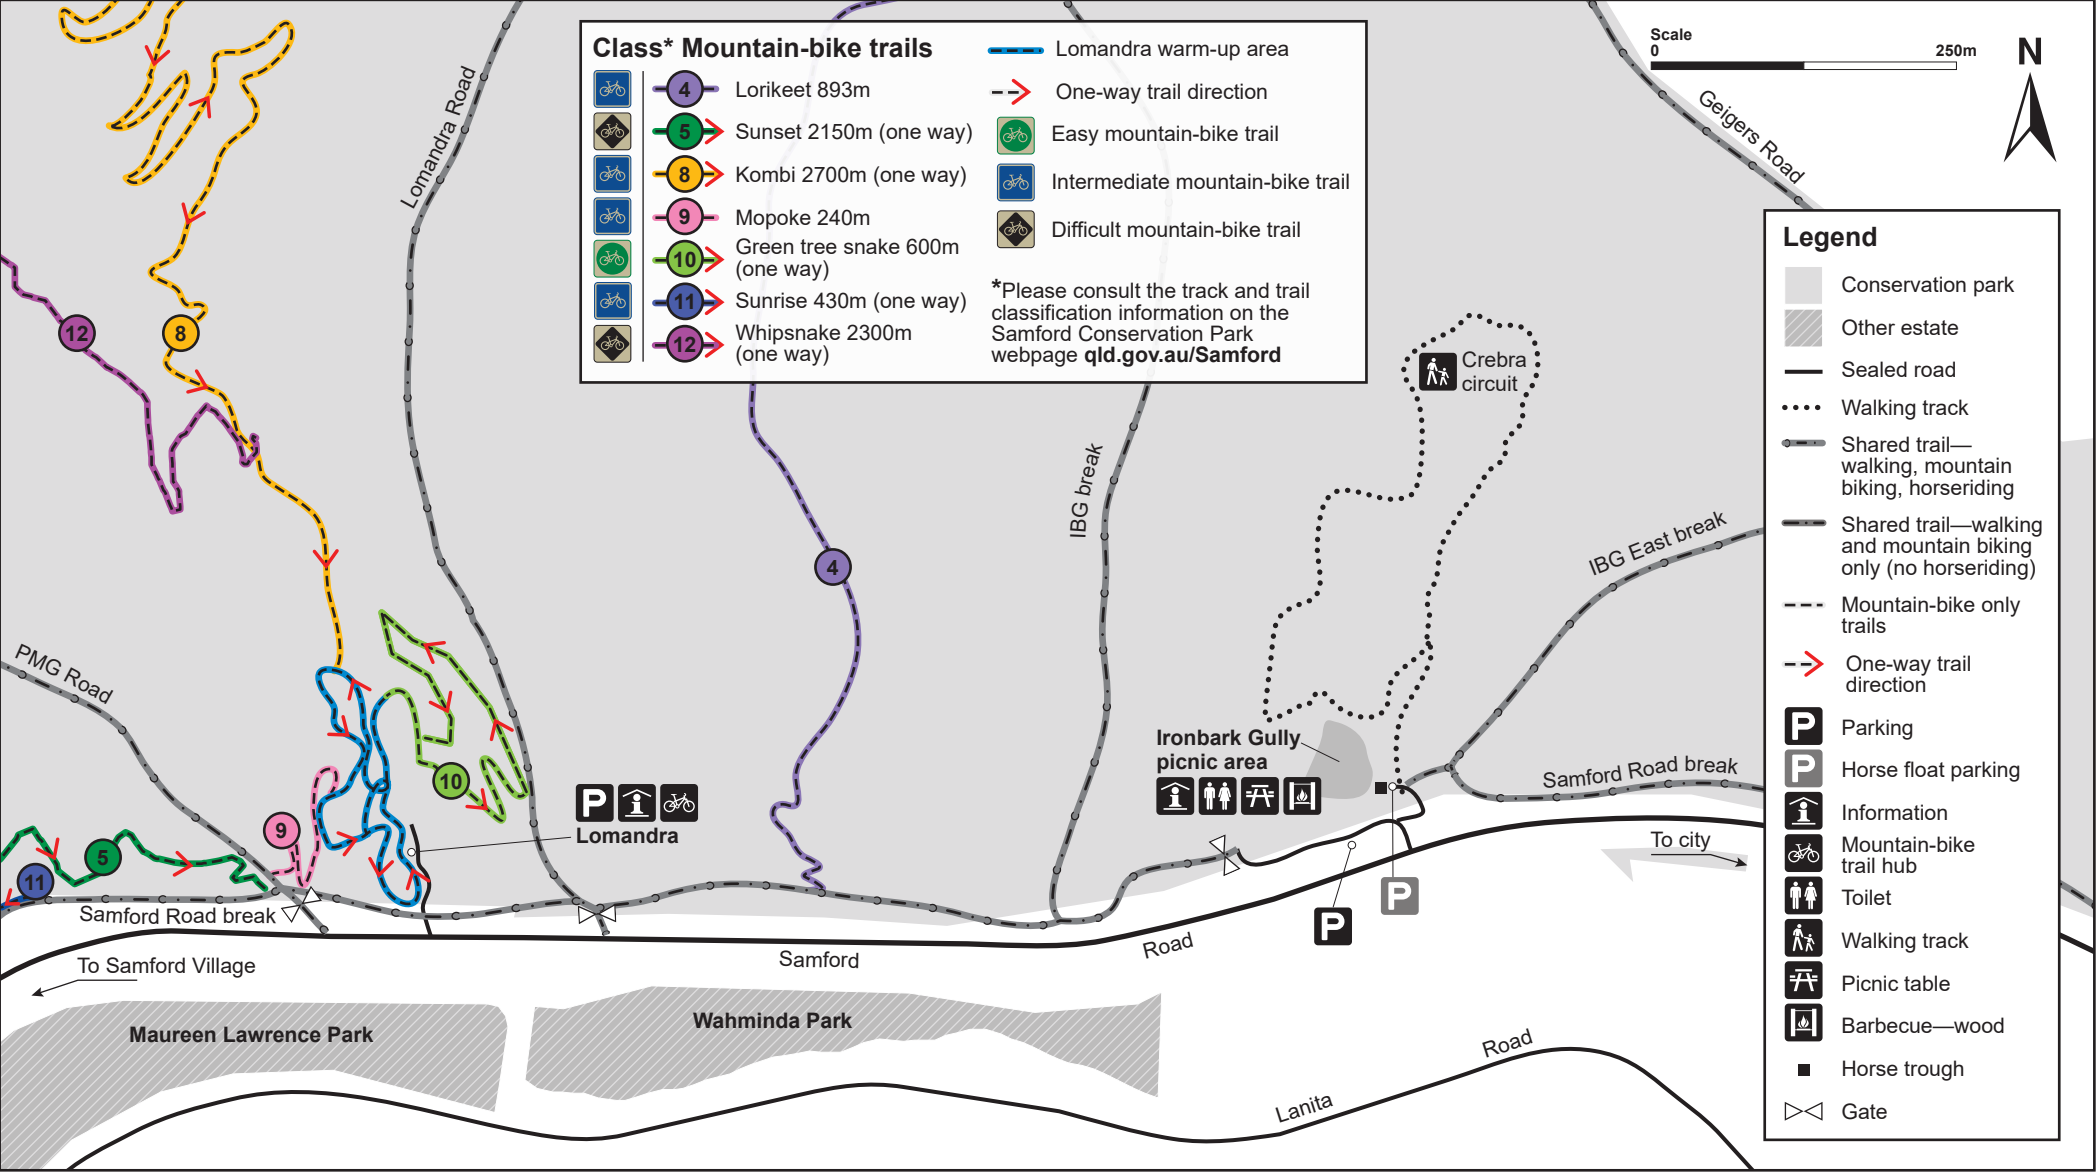 Class* Mountain-bike trails
4 Lorikeet 893m
5 Sunset 2150m (one way)
8 Kombi 2700m (one way)
9 Mopoke 240m
10 Green tree snake 600m
(one way)
11 Sunrise 430m (one way)
12 Whipsnake 2300m
(one way)
Lomandra warm-up area
One-way trail direction
Easy mountain-bike trail
Intermediate mountain-bike trail
Difficult mountain-bike trail
*Please consult the track and trail
classification information on the
Samford Conservation Park
webpage qld.gov.au/Samford
Scale
0 250m
N
Geigers Road
Lomandra Road
12
8
Crebra
circuit
IBG break
IBG East break
4
PMG Road
10
Ironbark Gully
picnic area
Samford Road break
P
Lomandra
9
5
11
To city
P
P
Samford Road break
Samford
Road
To Samford Village
Maureen Lawrence Park
Wahminda Park
Lanita
Road
Legend
Conservation park
Other estate
Sealed road
Walking track
Shared trail—
walking, mountain
biking, horseriding
Shared trail—walking
and mountain biking
only (no horseriding)
Mountain-bike only
trails
One-way trail
direction
P Parking
P Horse float parking
Information
Mountain-bike
trail hub
Toilet
Walking track
Picnic table
Barbecue—wood
Horse trough
Gate